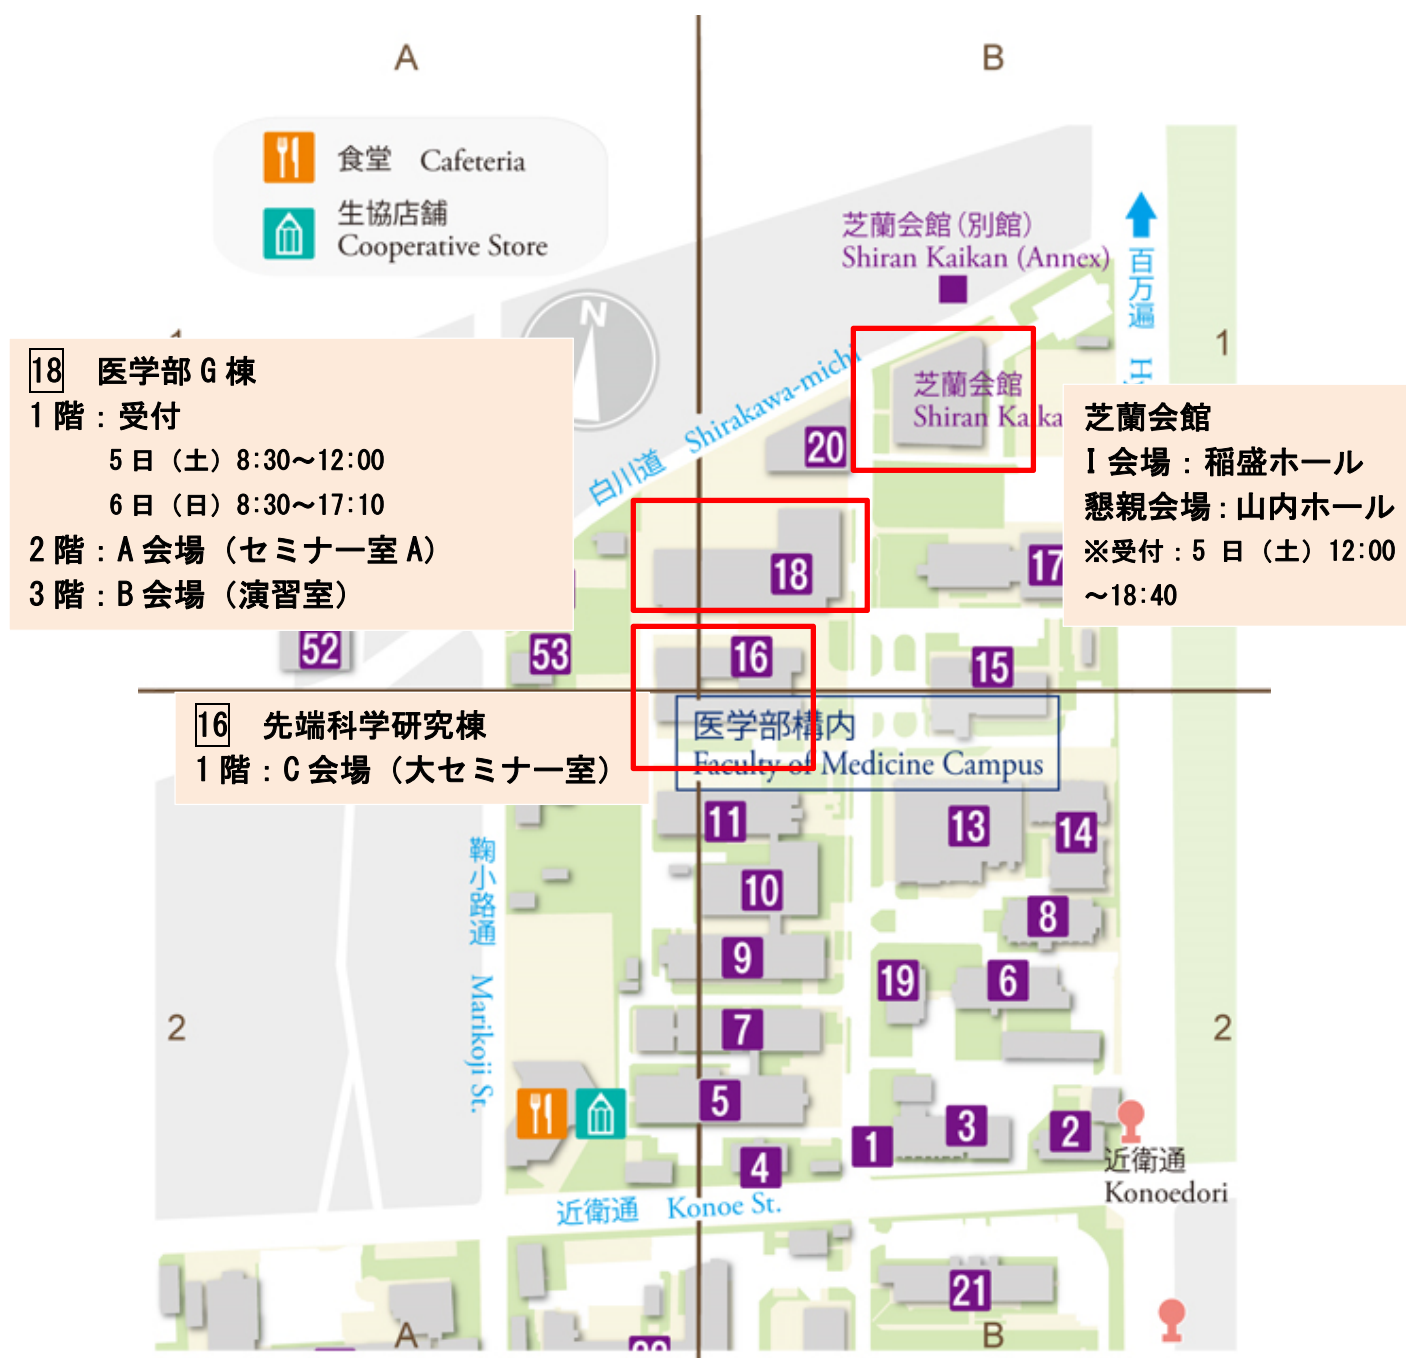 A
B
食堂 Cafeteria
生協店舗
Cooperative Store
芝蘭会館(別館)
Shiran Kaikan (Annex)
百万遍
N
1
18 医学部 G 棟
1 階:受付
5 日(土)8:30～12:00
6 日(日)8:30～17:10
2 階:A 会場(セミナー室 A)
3 階:B 会場(演習室)
白川道 Shirakawa-michi
芝蘭会館
Shiran Kaika
芝蘭会館
I 会場:稲盛ホール
懇親会場:山内ホール
※受付:5 日(土)12:00
～18:40
20
18
17
52
53
16
15
16 先端科学研究棟
1 階:C 会場(大セミナー室)
医学部構内
Faculty of Medicine Campus
11
13
14
10
8
9
19
6
7
鞠小路通 Marikoji St.
2
2
5
3
2
1
4
近衛通
Konoedori
近衛通 Konoe St.
21
A
B